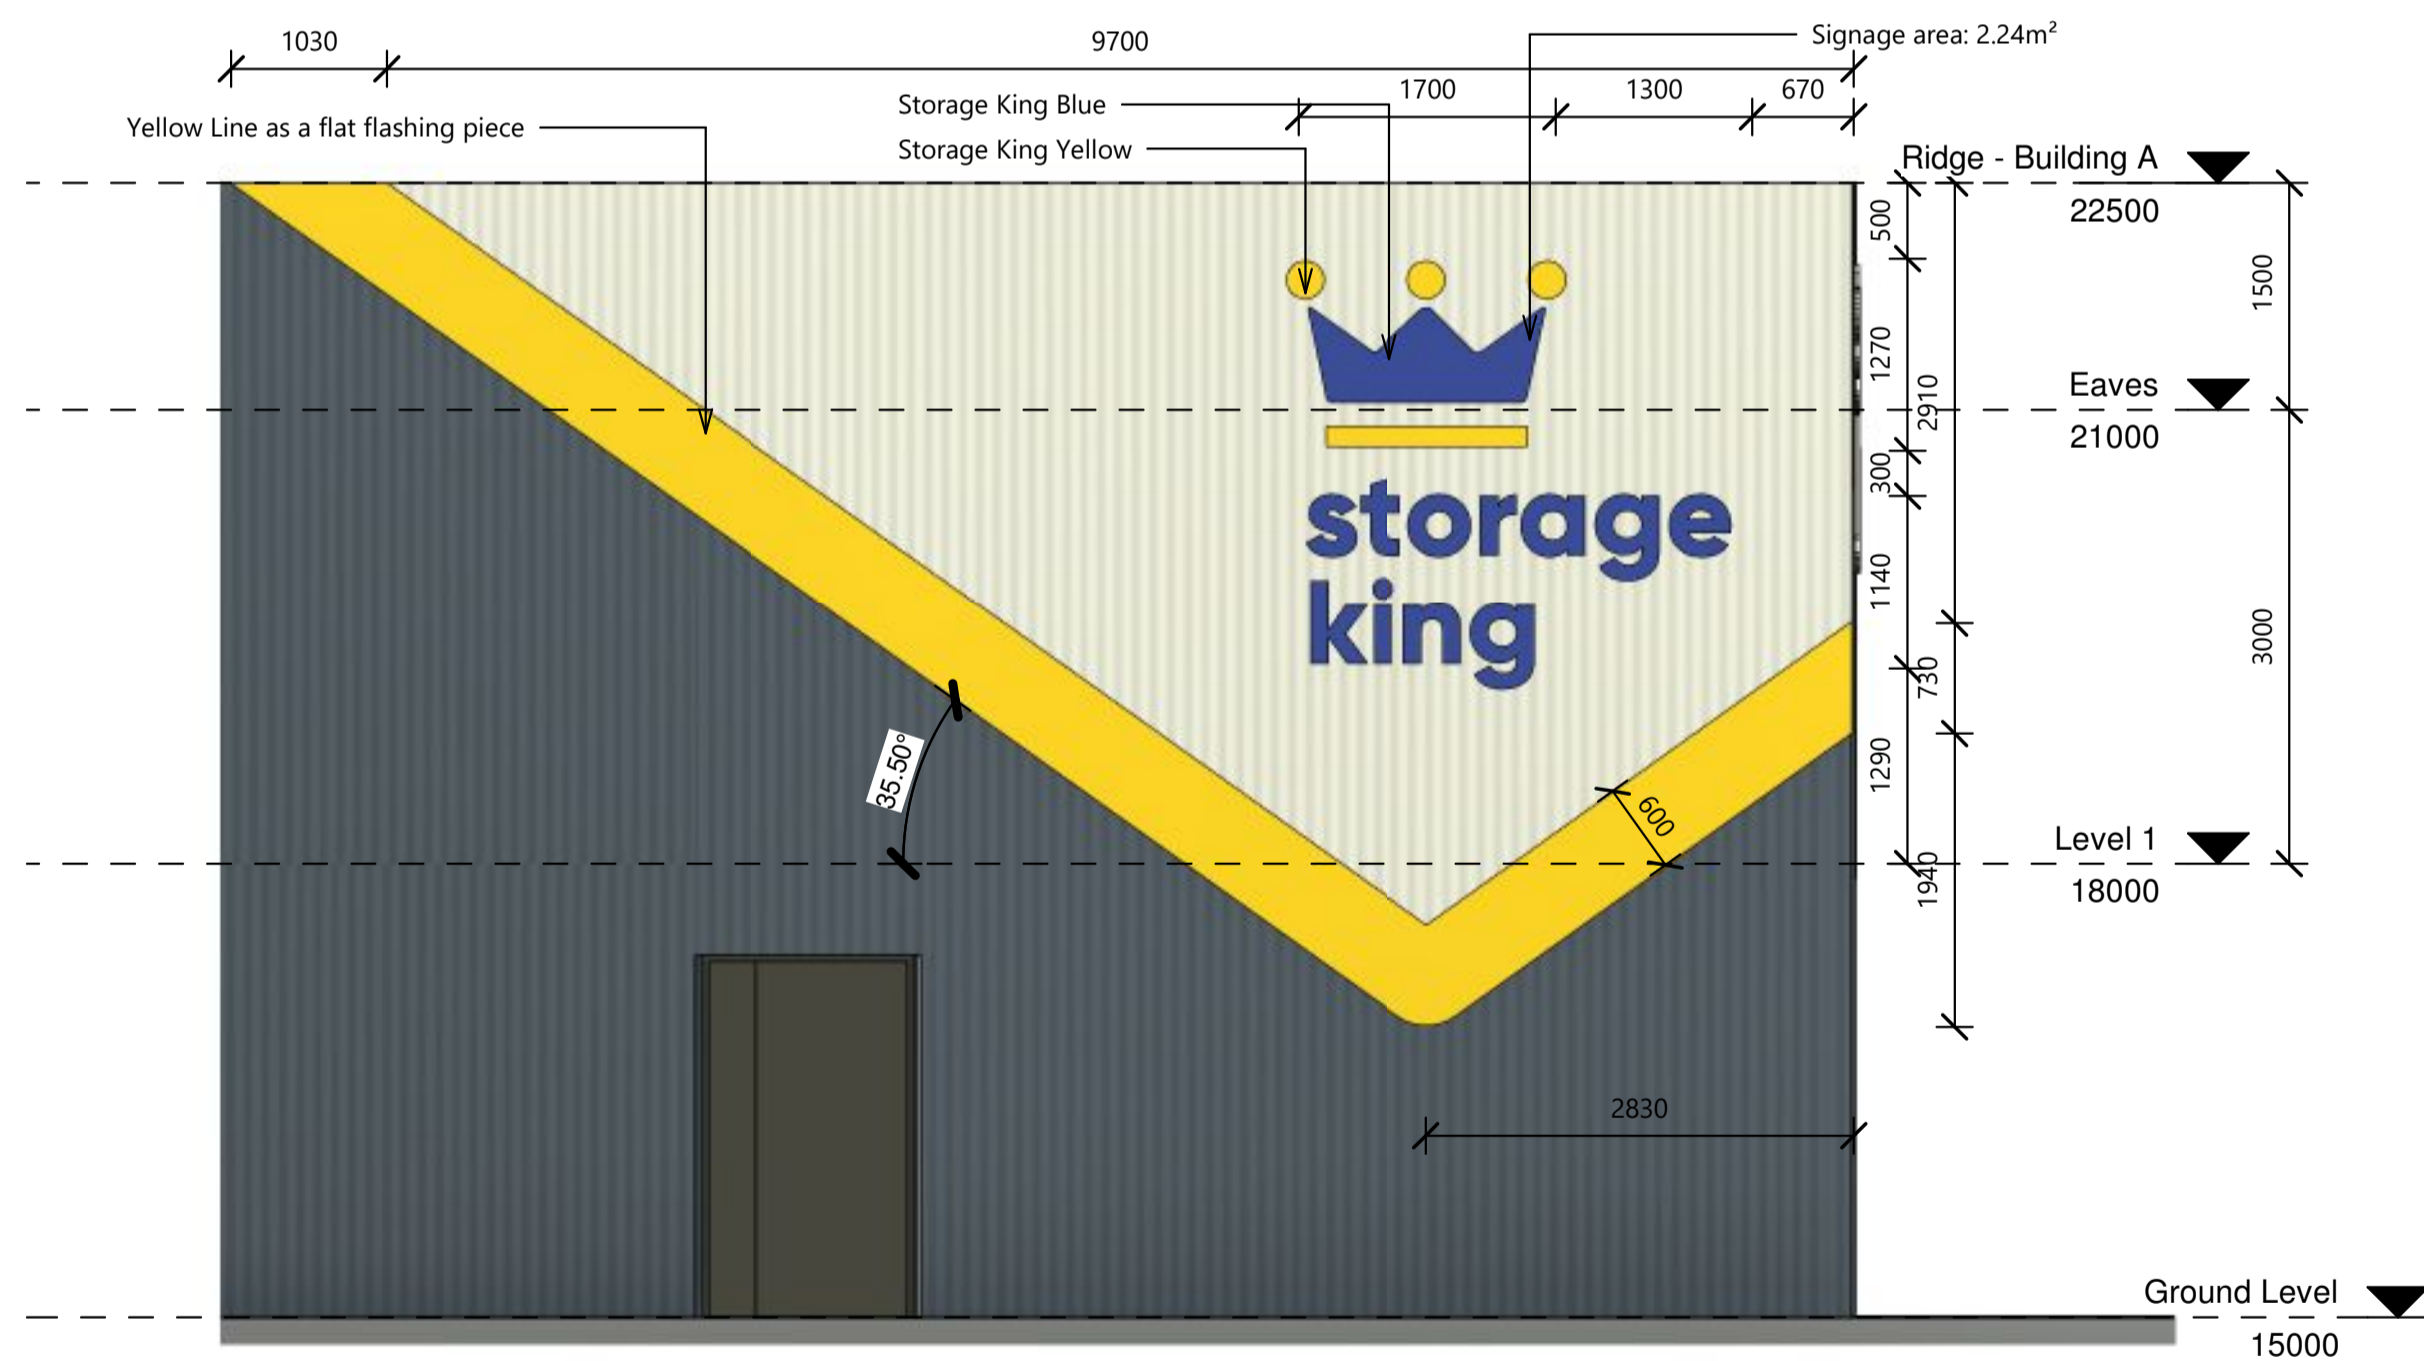 1030
9700
Signage area: 2.24m²
1700
1300
670
Storage King Blue
Yellow Line as a flat flashing piece
Storage King Yellow
Ridge - Building A
22500
500
1500
1270
Eaves
2910
21000
300
storage
king
1140
3000
730
1290
35.50°
600
Level 1
1940
18000
2830
Ground Level
15000